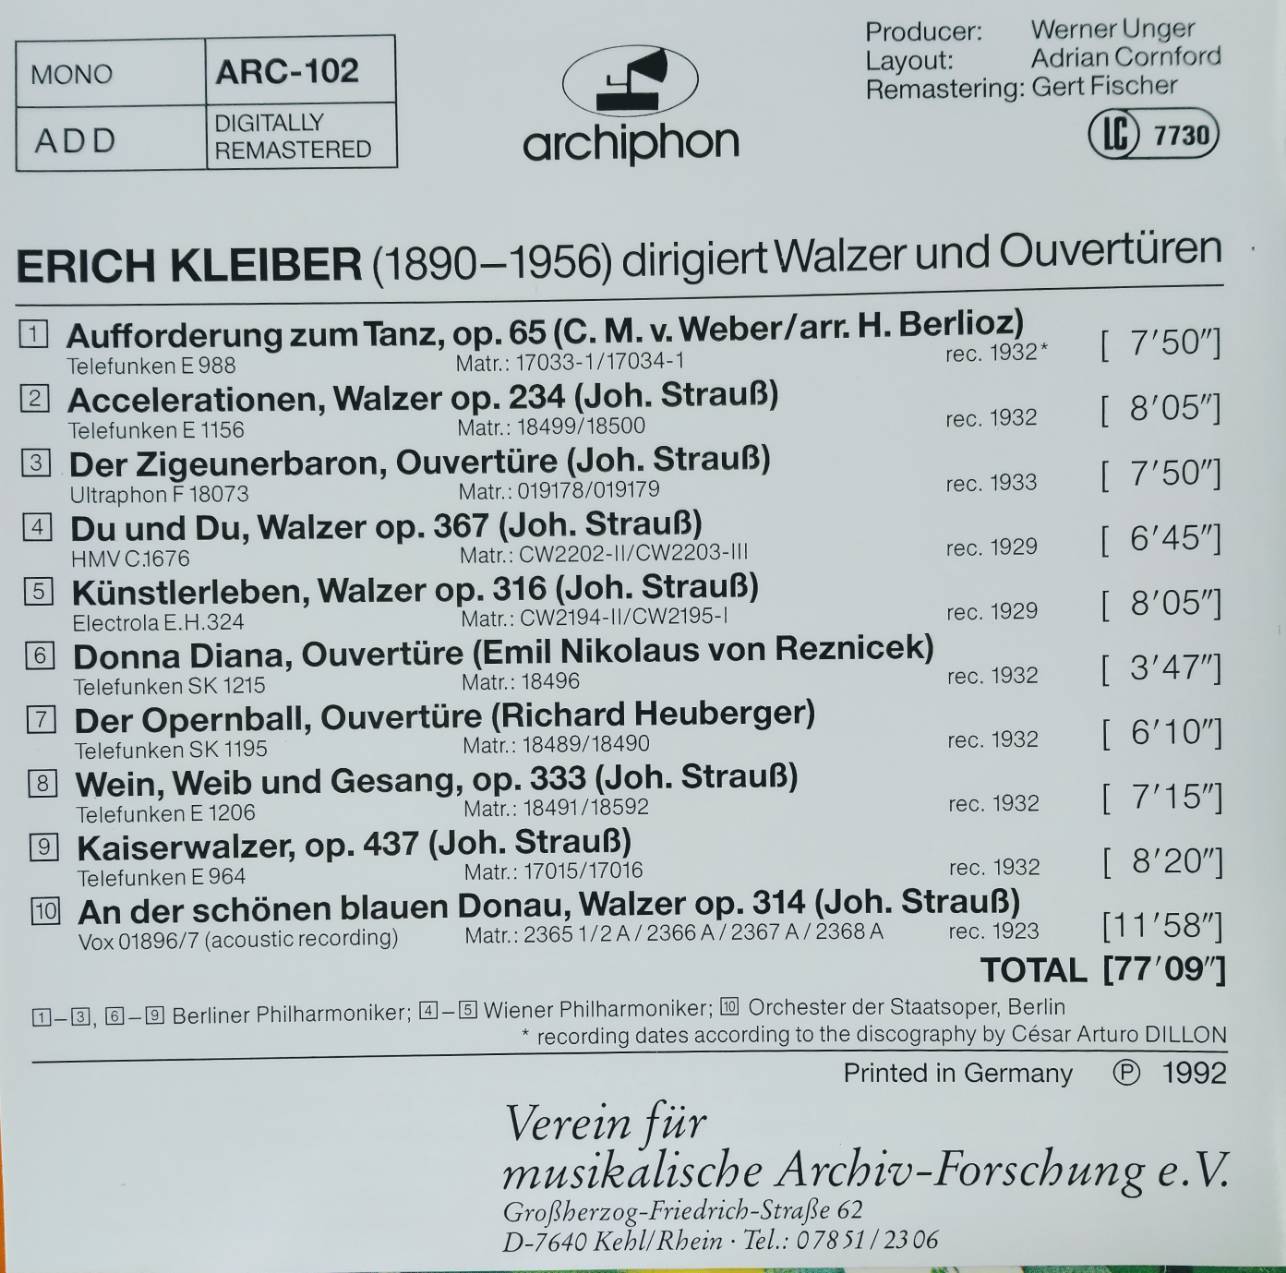 MONO
ARC-102
ADD
DIGITALLY
REMASTERED
archiphon
Producer: Werner Unger
Layout: Adrian Cornford
Remastering: Gert Fischer
LC 7730
ERICH KLEIBER (1890–1956) dirigiert Walzer und Ouvertüren
1 Aufforderung zum Tanz, op. 65 (C. M. v. Weber/arr. H. Berlioz)
Telefunken E 988 Matr.: 17033-1/17034-1 rec. 1932* [ 7′50″]
2 Accelerationen, Walzer op. 234 (Joh. Strauß)
Telefunken E 1156 Matr.: 18499/18500 rec. 1932 [ 8′05″]
3 Der Zigeunerbaron, Ouvertüre (Joh. Strauß)
Ultraphon F 18073 Matr.: 019178/019179 rec. 1933 [ 7′50″]
4 Du und Du, Walzer op. 367 (Joh. Strauß)
HMV C.1676 Matr.: CW2202-II/CW2203-III rec. 1929 [ 6′45″]
5 Künstlerleben, Walzer op. 316 (Joh. Strauß)
Electrola E.H.324 Matr.: CW2194-II/CW2195-I rec. 1929 [ 8′05″]
6 Donna Diana, Ouvertüre (Emil Nikolaus von Reznicek)
Telefunken SK 1215 Matr.: 18496 rec. 1932 [ 3′47″]
7 Der Opernball, Ouvertüre (Richard Heuberger)
Telefunken SK 1195 Matr.: 18489/18490 rec. 1932 [ 6′10″]
8 Wein, Weib und Gesang, op. 333 (Joh. Strauß)
Telefunken E 1206 Matr.: 18491/18592 rec. 1932 [ 7′15″]
9 Kaiserwalzer, op. 437 (Joh. Strauß)
Telefunken E 964 Matr.: 17015/17016 rec. 1932 [ 8′20″]
10 An der schönen blauen Donau, Walzer op. 314 (Joh. Strauß)
Vox 01896/7 (acoustic recording) Matr.: 2365 1/2 A / 2366 A / 2367 A / 2368 A rec. 1923 [11′58″]
TOTAL [77′09″]
1–3, 6–9 Berliner Philharmoniker; 4–5 Wiener Philharmoniker; 10 Orchester der Staatsoper, Berlin
* recording dates according to the discography by César Arturo DILLON
Printed in Germany ℗ 1992
Verein für
musikalische Archiv-Forschung e.V.
Großherzog-Friedrich-Straße 62
D-7640 Kehl/Rhein · Tel.: 0 78 51 / 23 06